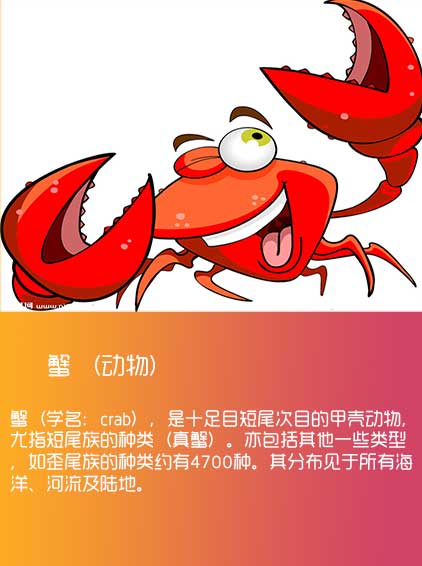 蟹 (动物)
蟹（学名：crab），是十足目短尾次目的甲壳动物，
尤指短尾族的种类（真蟹）。亦包括其他一些类型
，如歪尾族的种类约有4700种。其分布见于所有海
洋、河流及陆地。